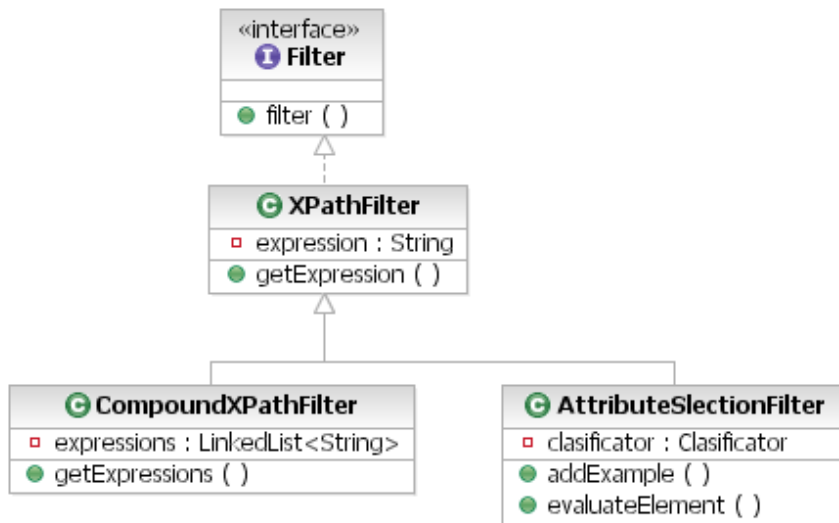 «interface»
I Filter
filter ( )
C XPathFilter
expression : String
getExpression ( )
C CompoundXPathFilter
expressions : LinkedList<String>
getExpressions ( )
C AttributeSlectionFilter
clasificator : Clasificator
addExample ( )
evaluateElement ( )